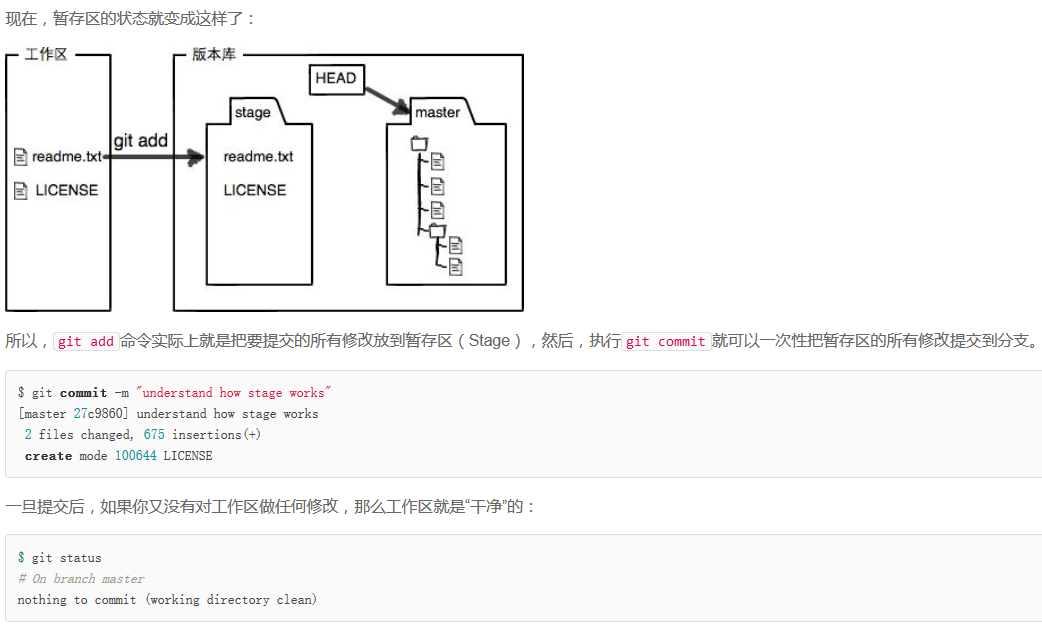 现在，暂存区的状态就变成这样了：
工作区
版本库
HEAD
stage
master
git add
readme.txt
readme.txt
LICENSE
LICENSE
所以，git add命令实际上就是把要提交的所有修改放到暂存区（Stage），然后，执行git commit就可以一次性把暂存区的所有修改提交到分支。
$ git commit -m "understand how stage works"
[master 27c9860] understand how stage works
2 files changed, 675 insertions(+)
create mode 100644 LICENSE
一旦提交后，如果你又没有对工作区做任何修改，那么工作区就是“干净”的：
$ git status
# On branch master
nothing to commit (working directory clean)